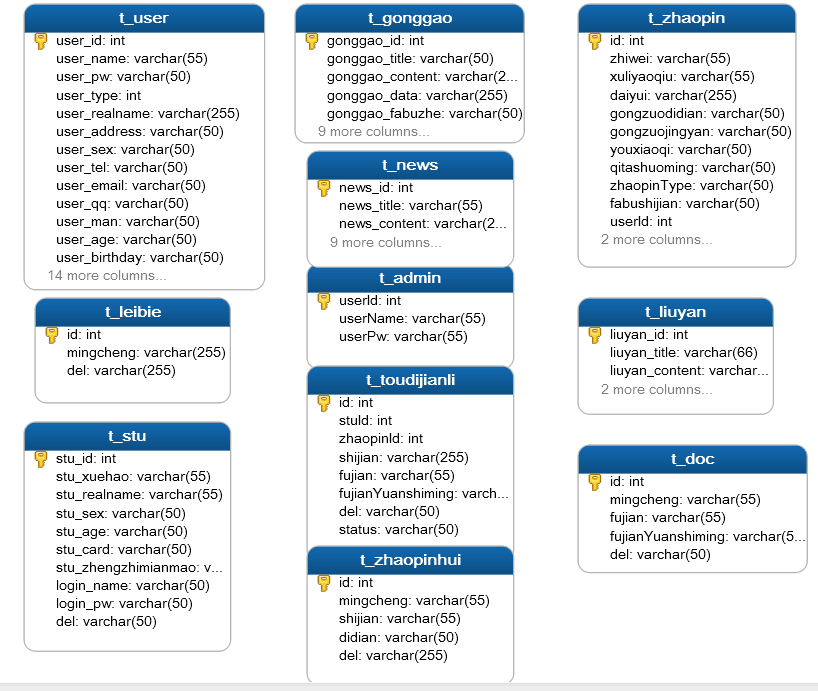 t_user
user_id: int
user_name: varchar(55)
user_pw: varchar(50)
user_type: int
user_realname: varchar(255)
user_address: varchar(50)
user_sex: varchar(50)
user_tel: varchar(50)
user_email: varchar(50)
user_qq: varchar(50)
user_man: varchar(50)
user_age: varchar(50)
user_birthday: varchar(50)
14 more columns...
t_leibie
id: int
mingcheng: varchar(255)
del: varchar(255)
t_stu
stu_id: int
stu_xuehao: varchar(55)
stu_realname: varchar(55)
stu_sex: varchar(50)
stu_age: varchar(50)
stu_card: varchar(50)
stu_zhengzhimianmao: v...
login_name: varchar(50)
login_pw: varchar(50)
del: varchar(50)
t_gonggao
gonggao_id: int
gonggao_title: varchar(50)
gonggao_content: varchar(2...
gonggao_data: varchar(255)
gonggao_fabuzhe: varchar(50)
9 more columns...
t_news
news_id: int
news_title: varchar(55)
news_content: varchar(2...
9 more columns...
t_admin
userId: int
userName: varchar(55)
userPw: varchar(55)
t_toudijianli
id: int
stuId: int
zhaopinId: int
shijian: varchar(255)
fujian: varchar(55)
fujianYuanshiming: varch...
del: varchar(50)
status: varchar(50)
t_zhaopinhui
id: int
mingcheng: varchar(55)
shijian: varchar(55)
didian: varchar(50)
del: varchar(255)
t_zhaopin
id: int
zhiwei: varchar(55)
xuliyaoqiu: varchar(55)
daiyui: varchar(255)
gongzuodidian: varchar(50)
gongzuojingyan: varchar(50)
youxiaoqi: varchar(50)
qitashuoming: varchar(50)
zhaopinType: varchar(50)
fabushijian: varchar(50)
userId: int
2 more columns...
t_liuyan
liuyan_id: int
liuyan_title: varchar(66)
liuyan_content: varchar...
2 more columns...
t_doc
id: int
mingcheng: varchar(55)
fujian: varchar(55)
fujianYuanshiming: varchar(5...
del: varchar(50)